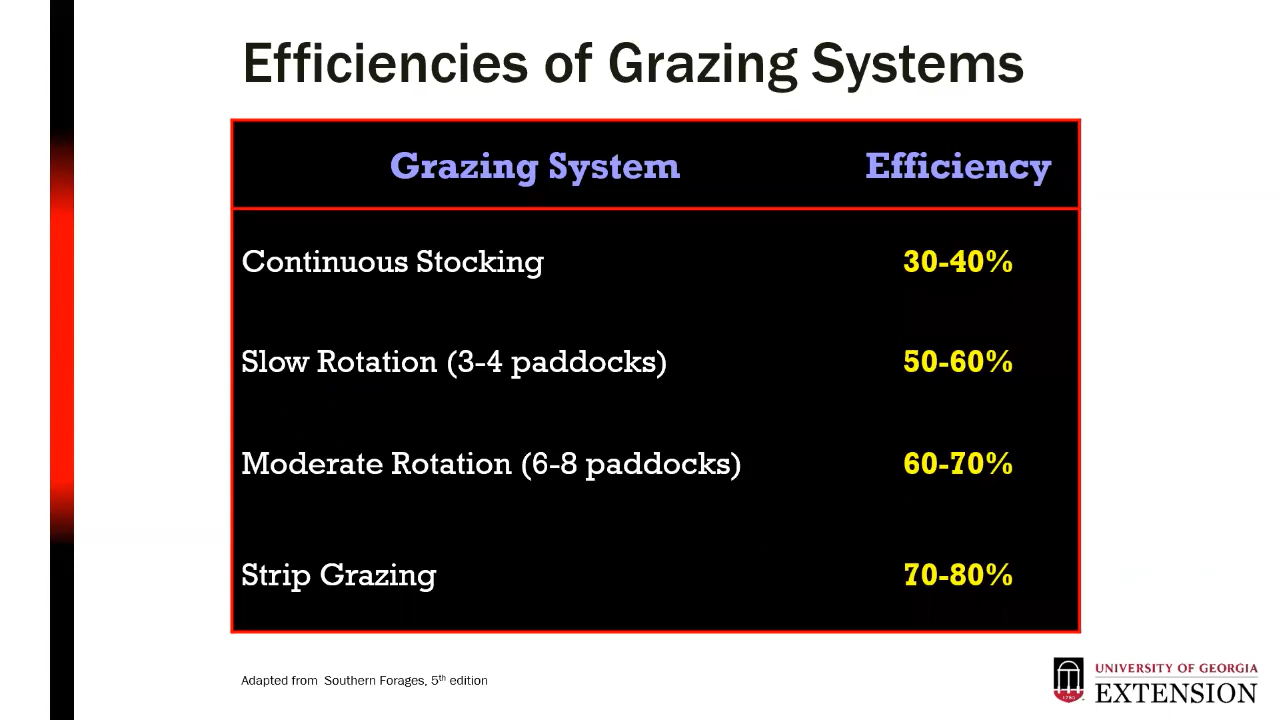 Efficiencies of Grazing Systems
Grazing System Efficiency
Continuous Stocking 30-40%
Slow Rotation (3-4 paddocks) 50-60%
Moderate Rotation (6-8 paddocks) 60-70%
Strip Grazing 70-80%
Adapted from Southern Forages, 5th edition
UNIVERSITY OF GEORGIA
EXTENSION
1785